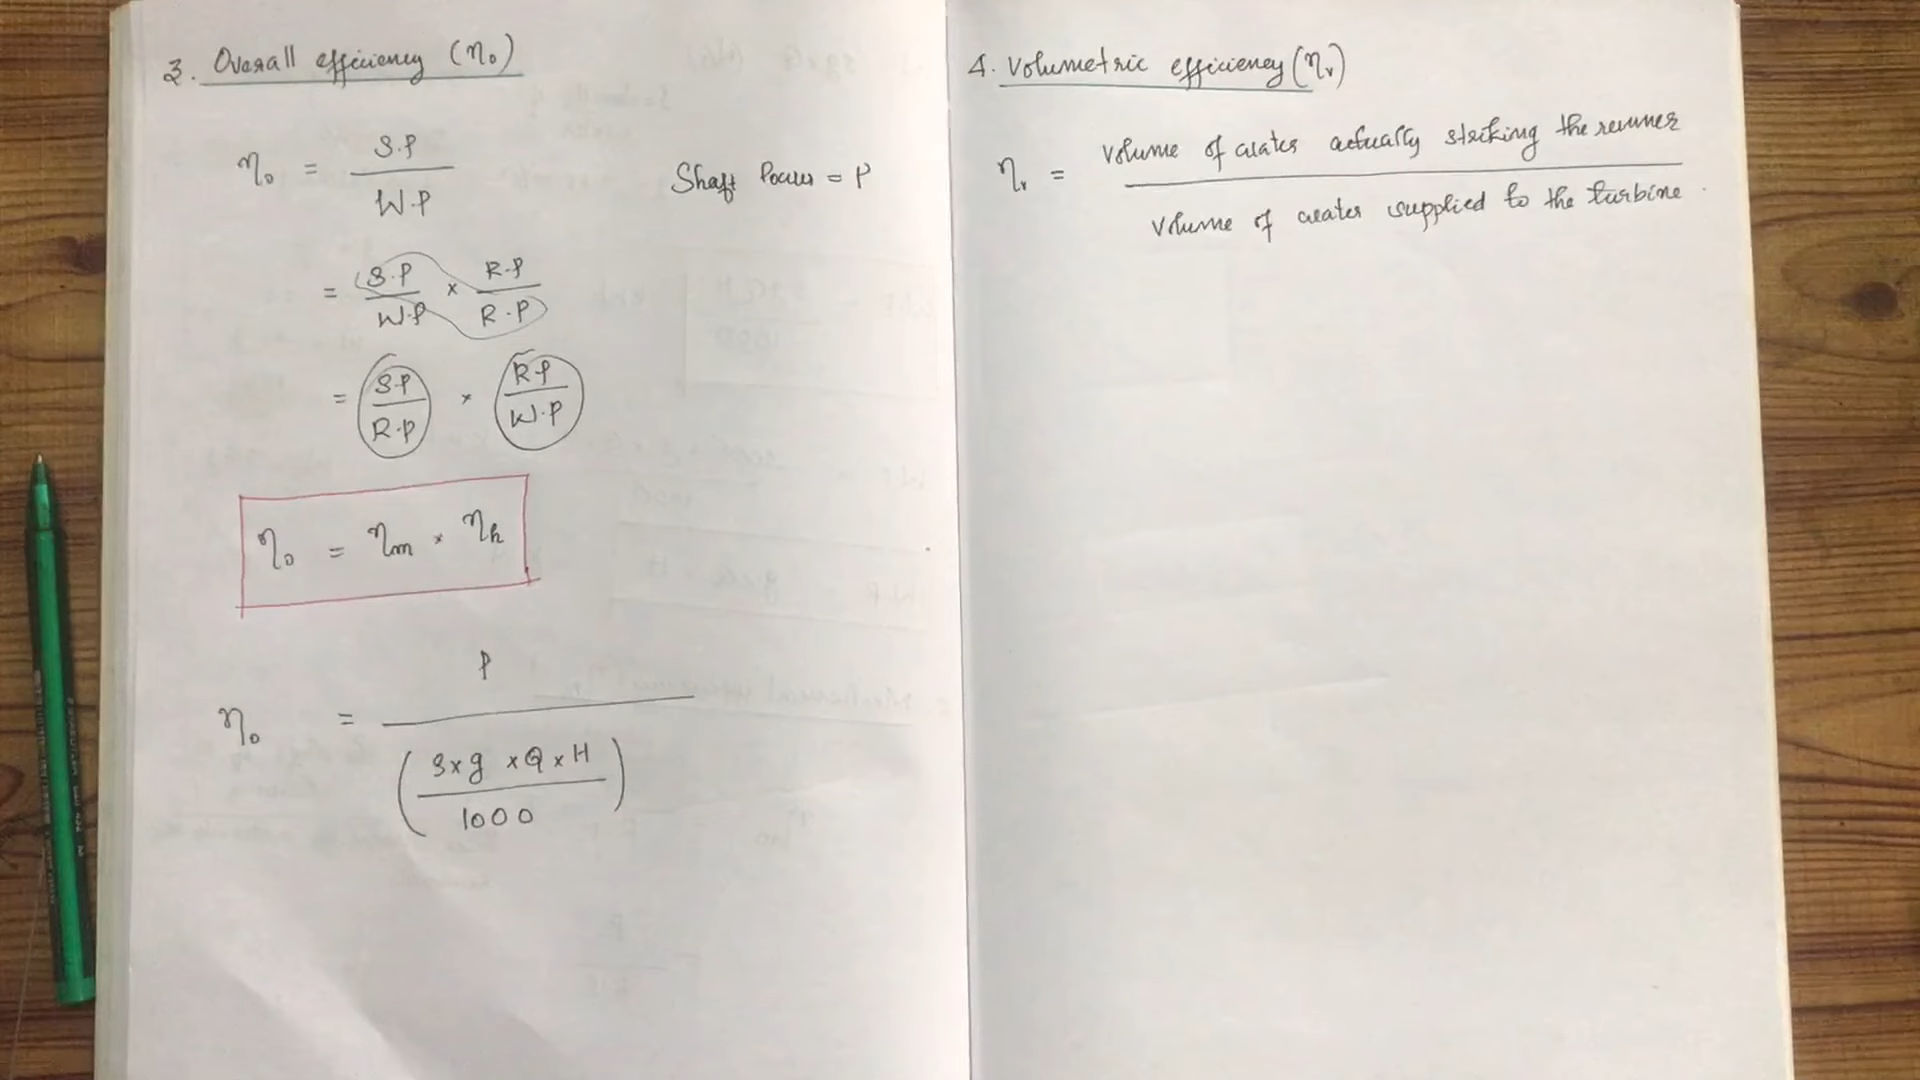 3. Overall efficiency (η₀)
η₀ = S.P / W.P
Shaft Power = P
= S.P / W.P × R.P / R.P
= S.P / R.P × R.P / W.P
η₀ = ηm × ηh
η₀ = P / (ρ×g×Q×H / 1000)
4. Volumetric efficiency (ηv)
ηv = volume of water actually striking the runner
volume of water supplied to the turbine.